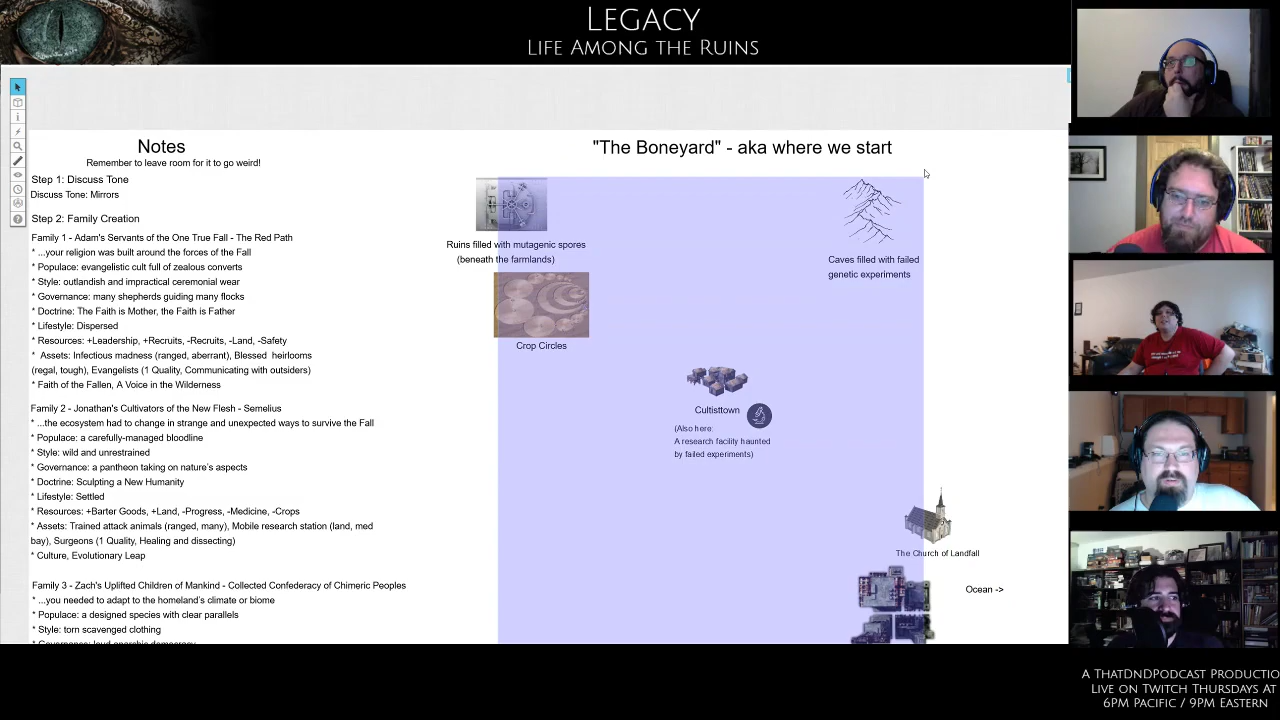 LEGACY
LIFE AMONG THE RUINS
Notes
Remember to leave room for it to go weird!
Step 1: Discuss Tone
Discuss Tone: Mirrors
Step 2: Family Creation
Family 1 - Adam's Servants of the One True Fall - The Red Path
* ...your religion was built around the forces of the Fall
* Populace: evangelistic cult full of zealous converts
* Style: outlandish and impractical ceremonial wear
* Governance: many shepherds guiding many flocks
* Doctrine: The Faith is Mother, the Faith is Father
* Lifestyle: Dispersed
* Resources: +Leadership, +Recruits, -Recruits, -Land, -Safety
* Assets: Infectious madness (ranged, aberrant), Blessed heirlooms
(regal, tough), Evangelists (1 Quality, Communicating with outsiders)
* Faith of the Fallen, A Voice in the Wilderness
Family 2 - Jonathan's Cultivators of the New Flesh - Semelius
* ...the ecosystem had to change in strange and unexpected ways to survive the Fall
* Populace: a carefully-managed bloodline
* Style: wild and unrestrained
* Governance: a pantheon taking on nature's aspects
* Doctrine: Sculpting a New Humanity
* Lifestyle: Settled
* Resources: +Barter Goods, +Land, -Progress, -Medicine, -Crops
* Assets: Trained attack animals (ranged, many), Mobile research station (land, med
bay), Surgeons (1 Quality, Healing and dissecting)
* Culture, Evolutionary Leap
Family 3 - Zach's Uplifted Children of Mankind - Collected Confederacy of Chimeric Peoples
* ...you needed to adapt to the homeland's climate or biome
* Populace: a designed species with clear parallels
* Style: torn scavenged clothing
* Governance: loud anarchic democracy
"The Boneyard" - aka where we start
Ruins filled with mutagenic spores
(beneath the farmlands)
Caves filled with failed
genetic experiments
Crop Circles
Cultisttown
(Also here:
A research facility haunted
by failed experiments)
The Church of Landfall
Ocean ->
A THATDNDPODCAST PRODUCTIO
LIVE ON TWITCH THURSDAYS AT
6PM PACIFIC / 9PM EASTERN